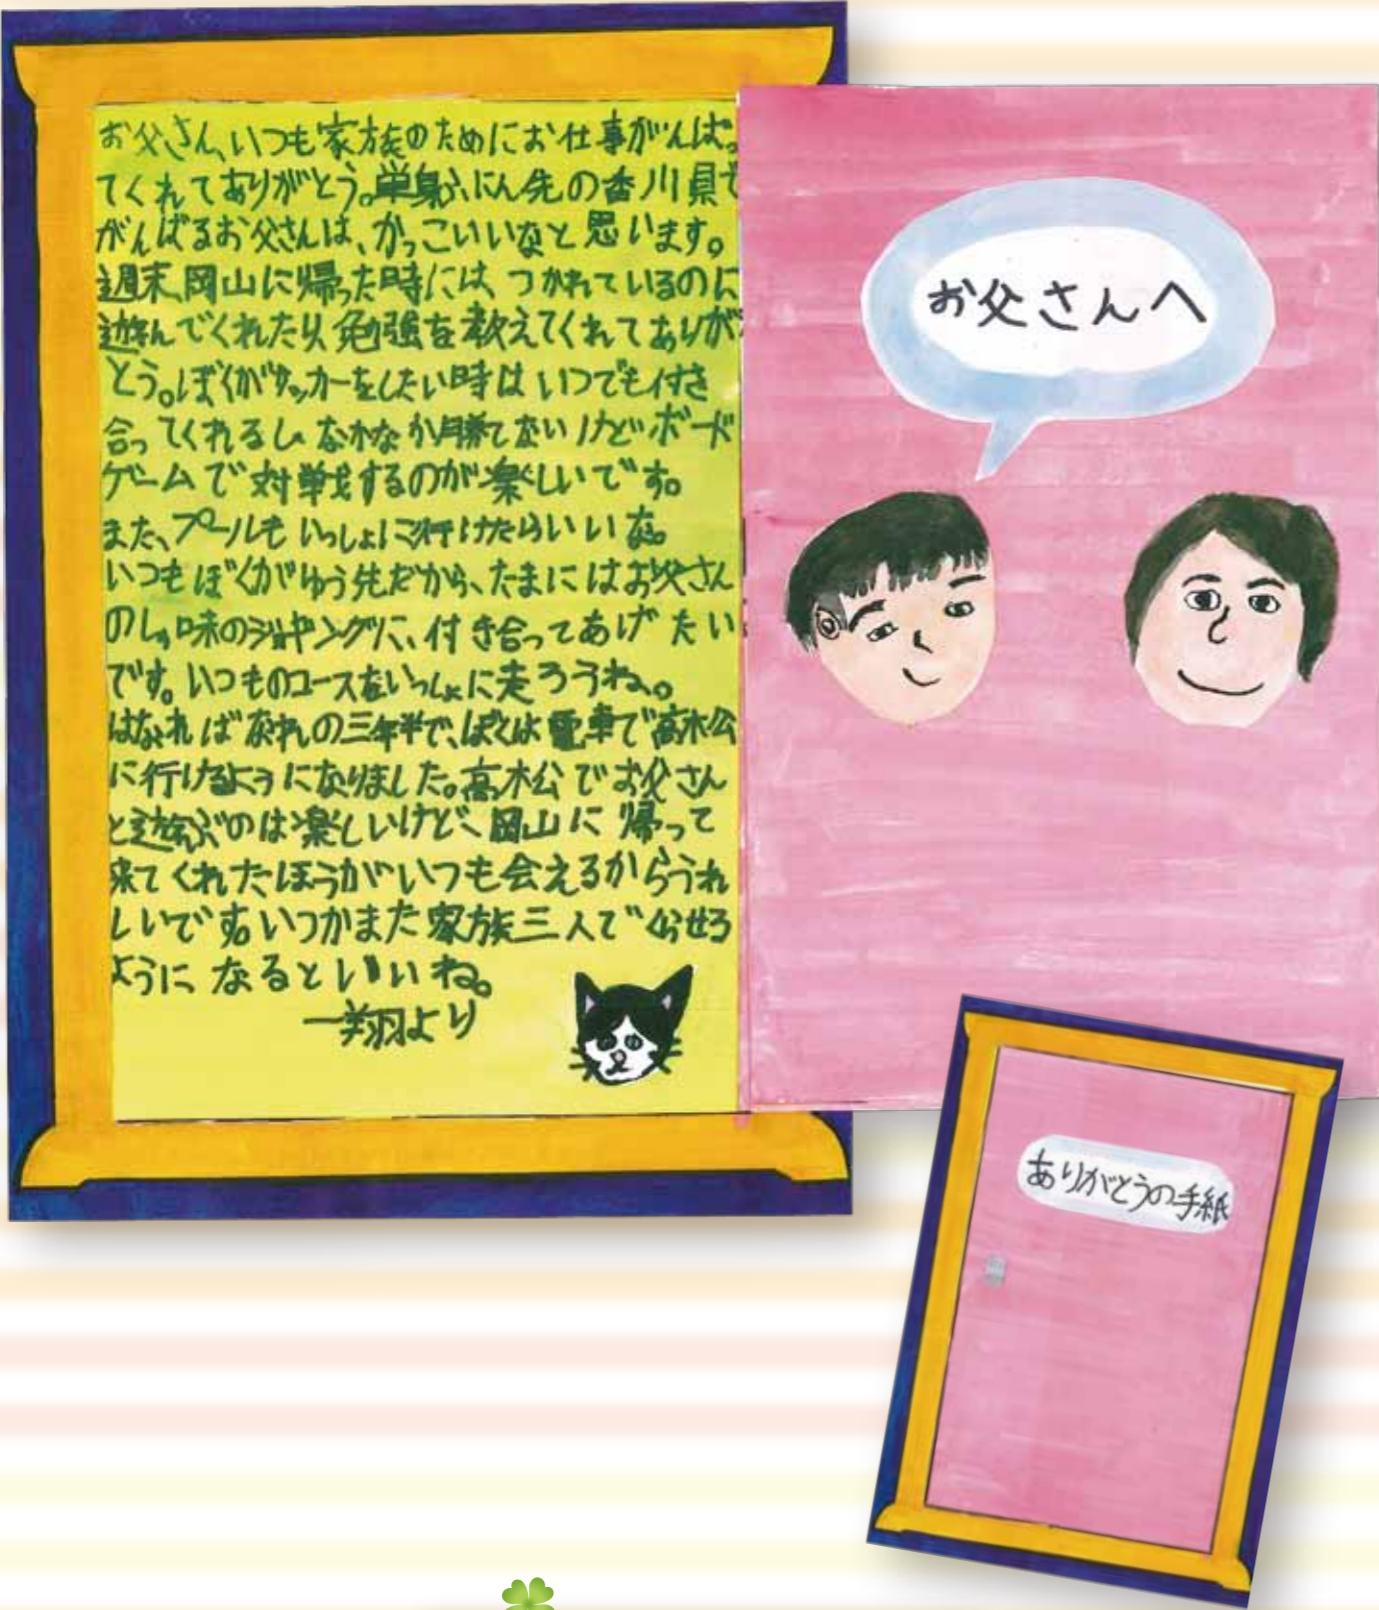 お父さん、いつも家族のためにお仕事がんばっ
てくれてありがとう。単身ふにん先の香川県で
がんばるお父さんは、かっこいいなと思います。
週末、岡山に帰った時には、つかれているのに
遊んでくれたり、勉強を教えてくれてありが
とう。ぼくがサッカーをしたい時はいつでも付き
合ってくれるし、なかなか勝てないけどボード
ゲームで対戦するのが楽しいです。
また、プールもいっしょに行けたらいいな。
いつもぼくがゆう先だから、たまにはお父さん
のしゅ味のジョギングに、付き合ってあげたい
です。いつものコースをいっしょに走ろうね。
はなればなれの三年半で、ぼくは電車で高松
に行けるようになりました。高松でお父さん
と遊ぶのは楽しいけど、岡山に帰って
来てくれたほうがいつも会えるからうれ
しいです。いつかまた家族三人でくらせる
ようになるといいね。
一翔より
お父さんへ
ありがとうの手紙